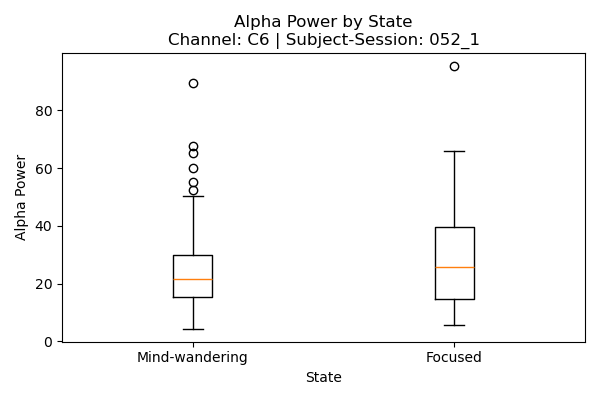 Alpha Power by State
Channel: C6 | Subject-Session: 052_1
Alpha Power
80
60
40
20
0
Mind-wandering
Focused
State